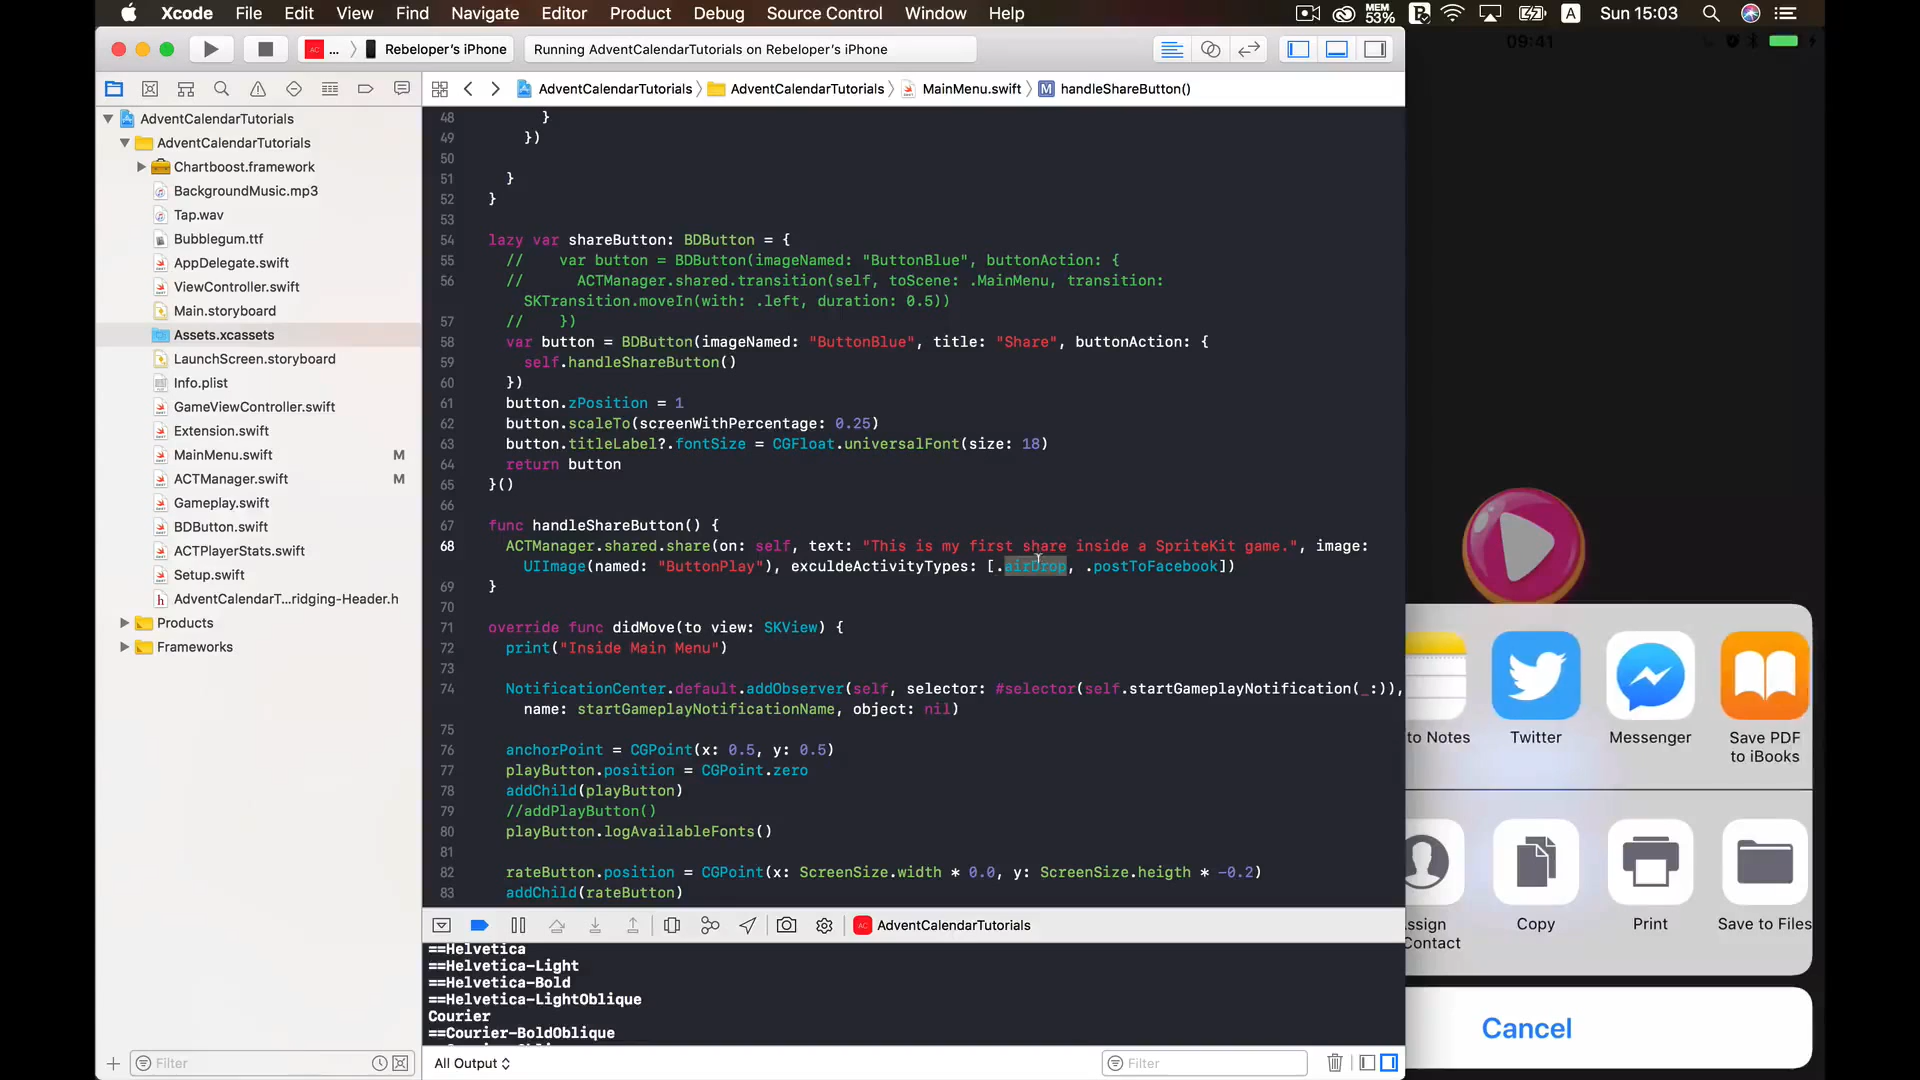 Xcode File Edit View Find Navigate Editor Product Debug Source Control Window Help MEM 53% A Sun 15:03
AC ... Rebeloper's iPhone Running AdventCalendarTutorials on Rebeloper's iPhone
09:41
AdventCalendarTutorials AdventCalendarTutorials MainMenu.swift M handleShareButton()
AdventCalendarTutorials
AdventCalendarTutorials
Chartboost.framework
BackgroundMusic.mp3
Tap.wav
Bubblegum.ttf
AppDelegate.swift
ViewController.swift
Main.storyboard
Assets.xcassets
LaunchScreen.storyboard
Info.plist
GameViewController.swift
Extension.swift
MainMenu.swift M
ACTManager.swift M
Gameplay.swift
BDButton.swift
ACTPlayerStats.swift
Setup.swift
h AdventCalendarT...ridging-Header.h
Products
Frameworks
Filter
48 }
49 })
50
51 }
52 }
53
54 lazy var shareButton: BDButton = {
55 // var button = BDButton(imageNamed: "ButtonBlue", buttonAction: {
56 // ACTManager.shared.transition(self, toScene: .MainMenu, transition:
SKTransition.moveIn(with: .left, duration: 0.5))
57 // })
58 var button = BDButton(imageNamed: "ButtonBlue", title: "Share", buttonAction: {
59 self.handleShareButton()
60 })
61 button.zPosition = 1
62 button.scaleTo(screenWithPercentage: 0.25)
63 button.titleLabel?.fontSize = CGFloat.universalFont(size: 18)
64 return button
65 }()
66
67 func handleShareButton() {
68 ACTManager.shared.share(on: self, text: "This is my first share inside a SpriteKit game.", image:
UIImage(named: "ButtonPlay"), exculdeActivityTypes: [.airDrop, .postToFacebook])
69 }
70
71 override func didMove(to view: SKView) {
72 print("Inside Main Menu")
73
74 NotificationCenter.default.addObserver(self, selector: #selector(self.startGameplayNotification(_:)),
name: startGameplayNotificationName, object: nil)
75
76 anchorPoint = CGPoint(x: 0.5, y: 0.5)
77 playButton.position = CGPoint.zero
78 addChild(playButton)
79 //addPlayButton()
80 playButton.logAvailableFonts()
81
82 rateButton.position = CGPoint(x: ScreenSize.width * 0.0, y: ScreenSize.heigth * -0.2)
83 addChild(rateButton)
AC AdventCalendarTutorials
==Helvetica
==Helvetica-Light
==Helvetica-Bold
==Helvetica-LightOblique
Courier
==Courier-BoldOblique
All Output Filter
to Notes Twitter Messenger Save PDF
to iBooks
ssign Copy Print Save to Files
Contact
Cancel